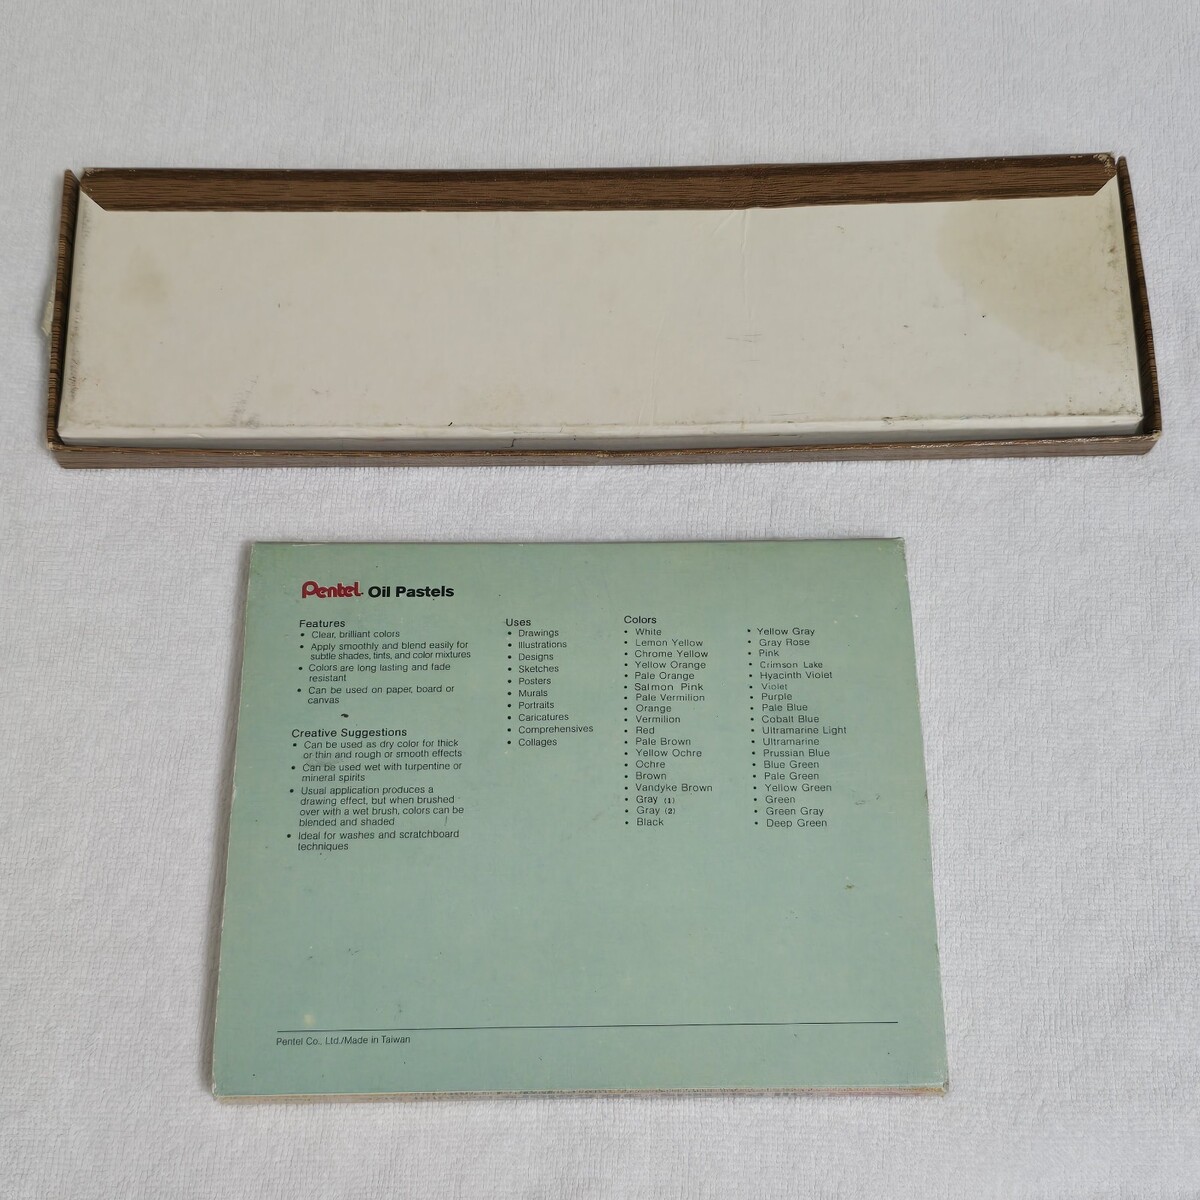 Pentel Oil Pastels
Features
• Clear, brilliant colors
• Apply smoothly and blend easily for
subtle shades, tints, and color mixtures
• Colors are long lasting and fade
resistant
• Can be used on paper, board or
canvas
Creative Suggestions
• Can be used as dry color for thick
or thin and rough or smooth effects
• Can be used wet with turpentine or
mineral spirits
• Usual application produces a
drawing effect, but when brushed
over with a wet brush, colors can be
blended and shaded
• Ideal for washes and scratchboard
techniques
Uses
• Drawings
• Illustrations
• Designs
• Sketches
• Posters
• Murals
• Portraits
• Caricatures
• Comprehensives
• Collages
Colors
• White
• Lemon Yellow
• Chrome Yellow
• Yellow Orange
• Pale Orange
• Salmon Pink
• Pale Vermilion
• Orange
• Vermilion
• Red
• Pale Brown
• Yellow Ochre
• Ochre
• Brown
• Vandyke Brown
• Gray (1)
• Gray (2)
• Black
• Yellow Gray
• Gray Rose
• Pink
• Crimson Lake
• Hyacinth Violet
• Violet
• Purple
• Pale Blue
• Cobalt Blue
• Ultramarine Light
• Ultramarine
• Prussian Blue
• Blue Green
• Pale Green
• Yellow Green
• Green
• Green Gray
• Deep Green
Pentel Co., Ltd./Made in Taiwan